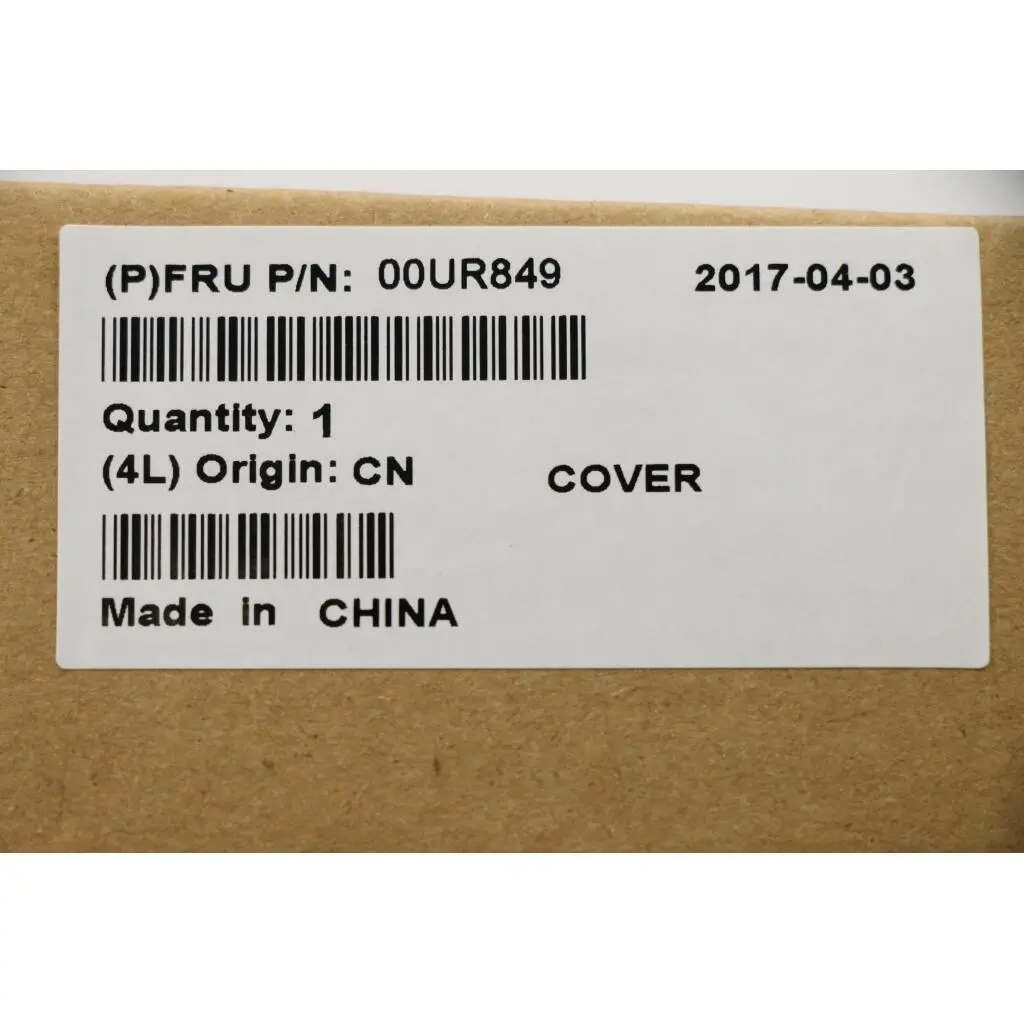 (P)FRU P/N: 00UR849 2017-04-03
Quantity: 1
(4L) Origin: CN COVER
Made in CHINA